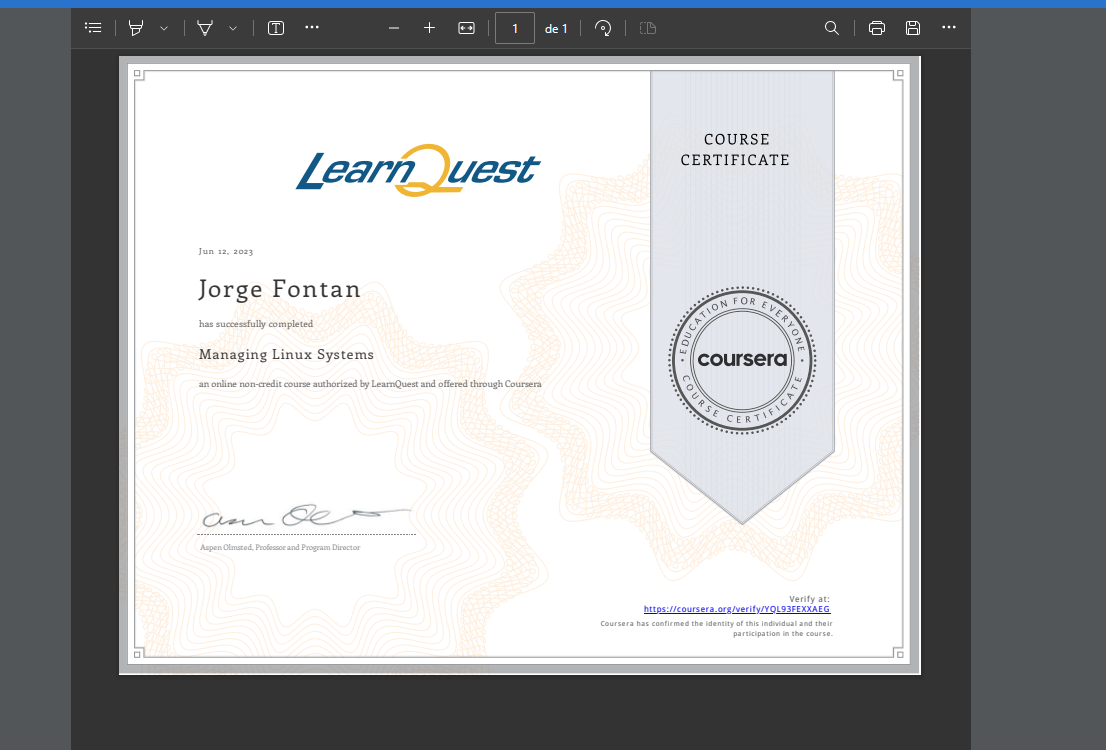 1 de 1
COURSE
CERTIFICATE
LearnQuest
Jun 12, 2023
Jorge Fontan
has successfully completed
Managing Linux Systems
an online non-credit course authorized by LearnQuest and offered through Coursera
EDUCATION FOR EVERYONE
coursera
COURSE CERTIFICATE
Aspen Olmsted, Professor and Program Director
Verify at:
https://coursera.org/verify/YQL93FEXXAEG
Coursera has confirmed the identity of this individual and their
participation in the course.